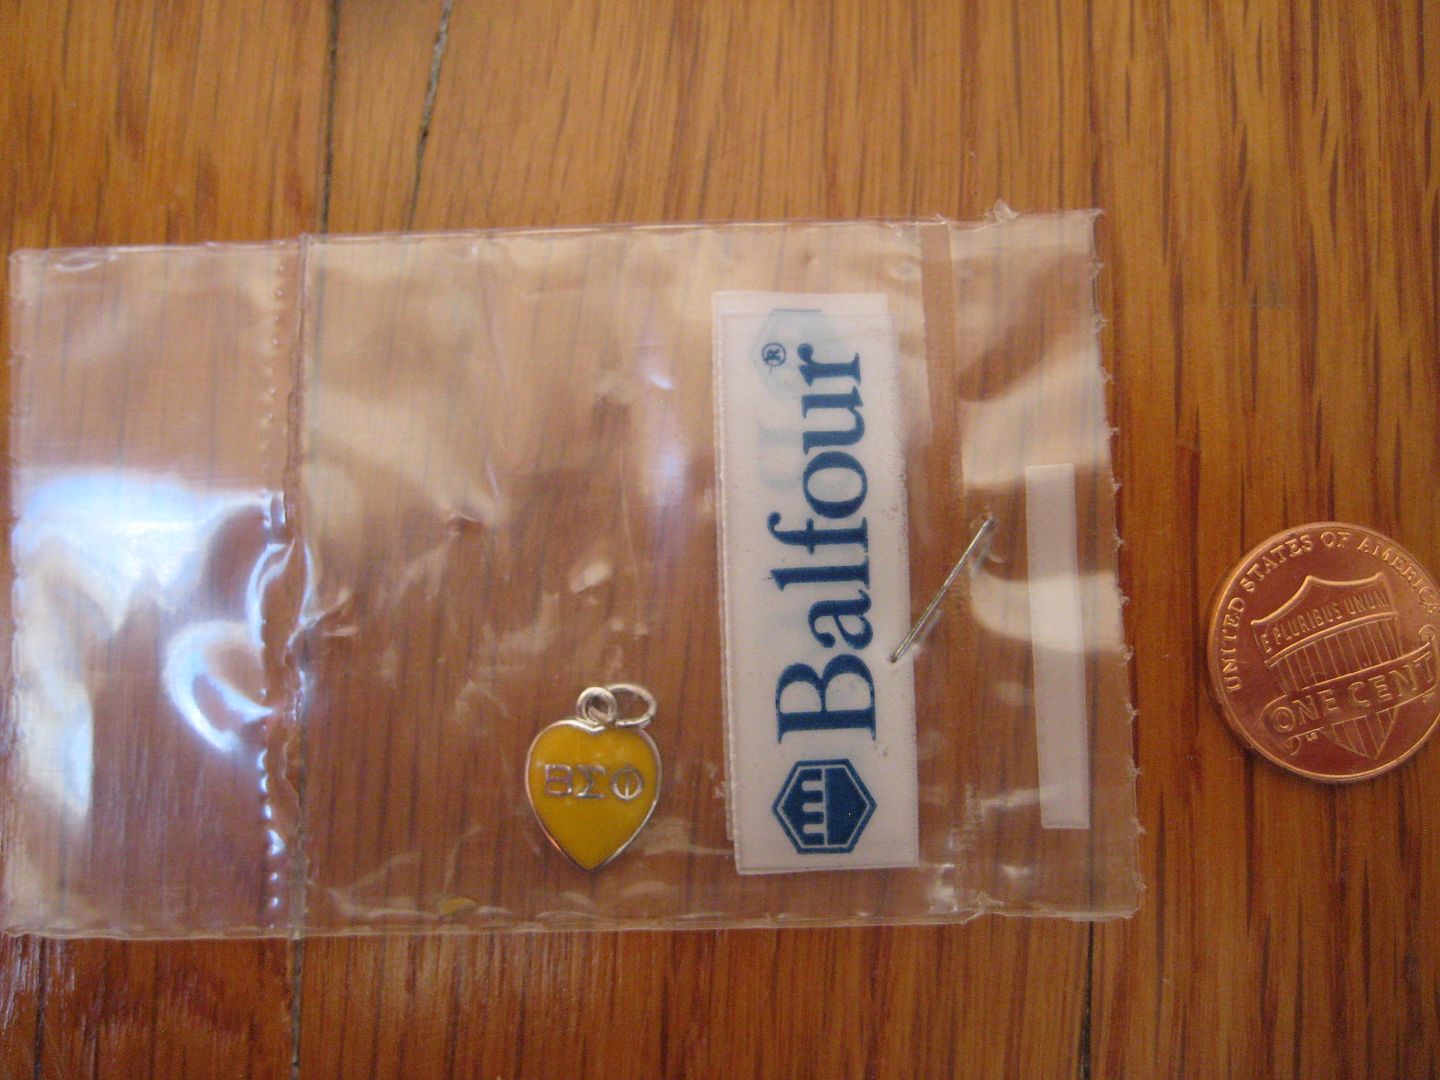 Balfour®
ΒΣΦ
UNITED STATES OF AMERICA
E PLURIBUS UNUM
ONE CENT